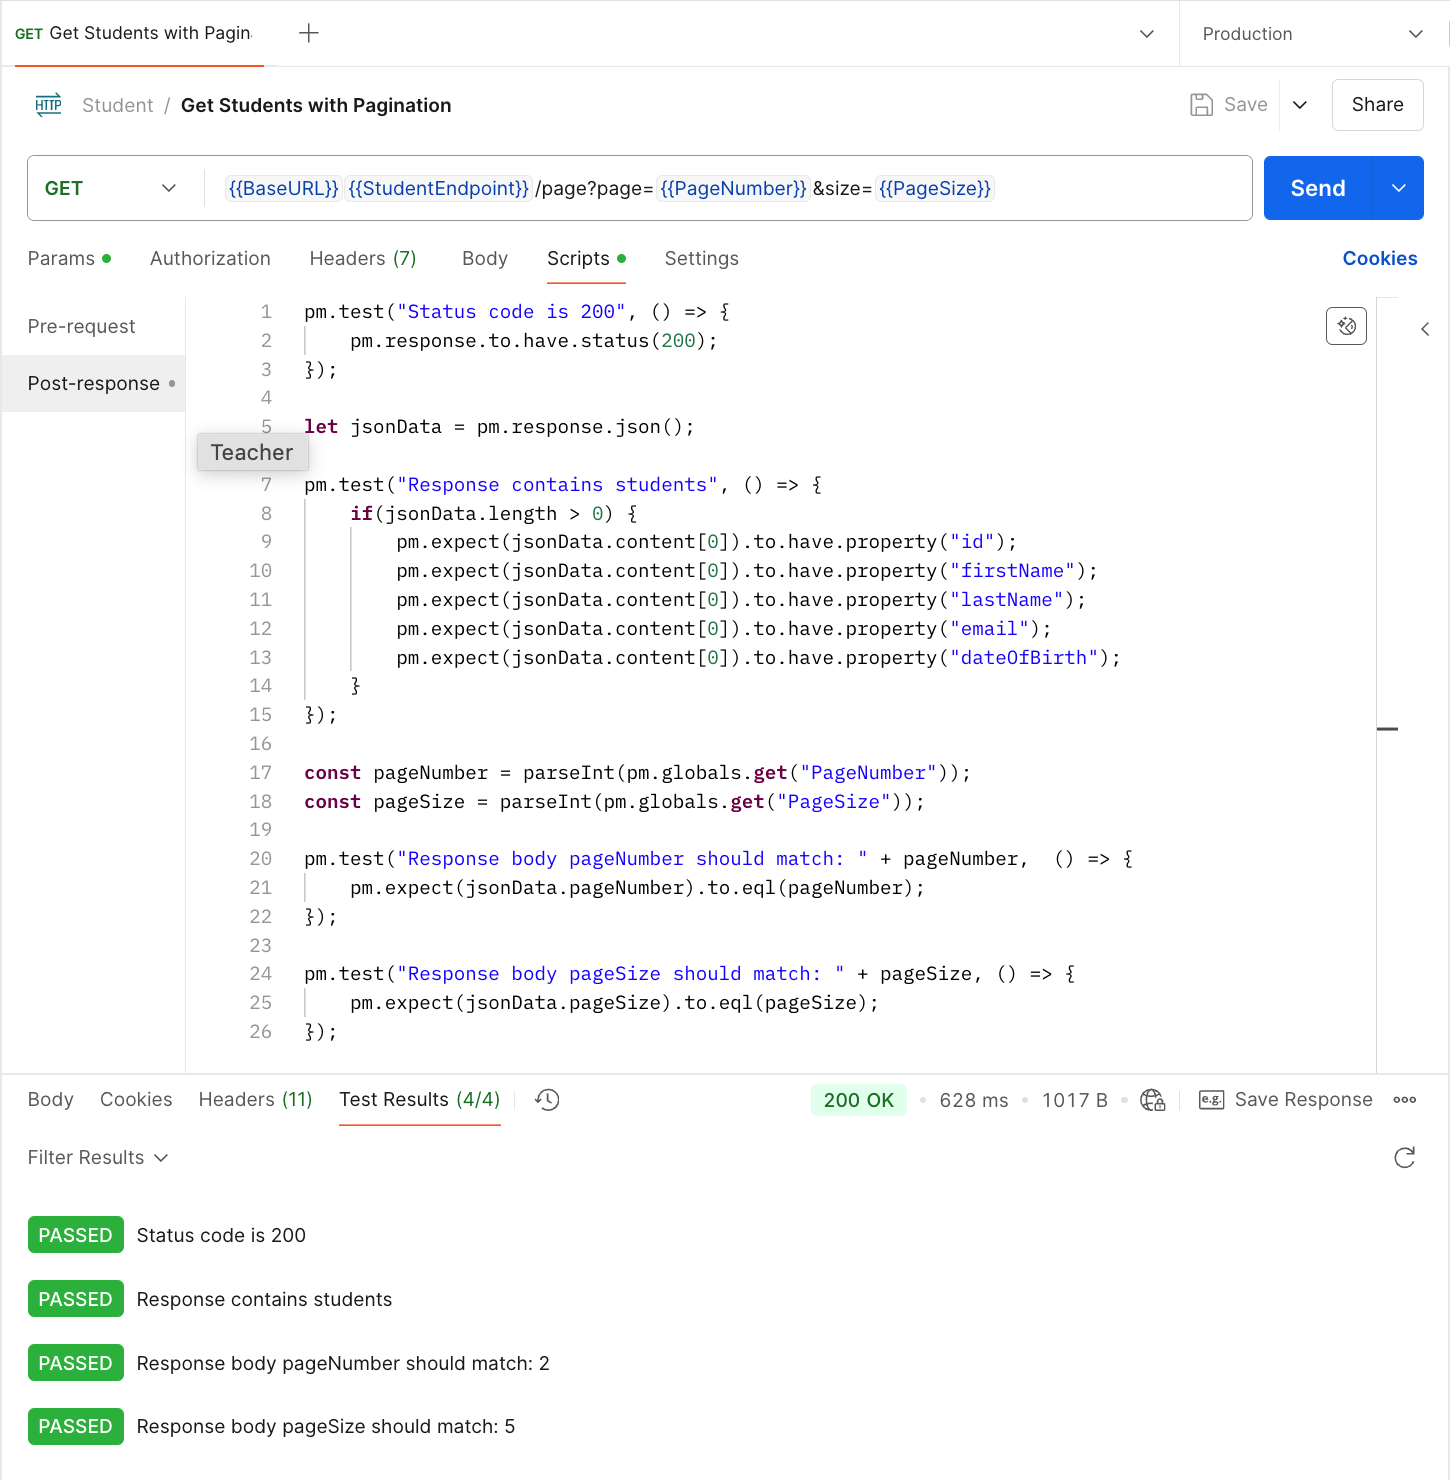 GET Get Students with Pagin
Production
HTTP Student / Get Students with Pagination
Save
Share
GET
{{BaseURL}} {{StudentEndpoint}} /page?page= {{PageNumber}} &size= {{PageSize}}
Send
Params
Authorization
Headers (7)
Body
Scripts
Settings
Cookies
Pre-request
Post-response
Teacher
1 pm.test("Status code is 200", () => {
2 pm.response.to.have.status(200);
3 });
4
5 let jsonData = pm.response.json();
7 pm.test("Response contains students", () => {
8 if(jsonData.length > 0) {
9 pm.expect(jsonData.content[0]).to.have.property("id");
10 pm.expect(jsonData.content[0]).to.have.property("firstName");
11 pm.expect(jsonData.content[0]).to.have.property("lastName");
12 pm.expect(jsonData.content[0]).to.have.property("email");
13 pm.expect(jsonData.content[0]).to.have.property("dateOfBirth");
14 }
15 });
16
17 const pageNumber = parseInt(pm.globals.get("PageNumber"));
18 const pageSize = parseInt(pm.globals.get("PageSize"));
19
20 pm.test("Response body pageNumber should match: " + pageNumber,  () => {
21 pm.expect(jsonData.pageNumber).to.eql(pageNumber);
22 });
23
24 pm.test("Response body pageSize should match: " + pageSize, () => {
25 pm.expect(jsonData.pageSize).to.eql(pageSize);
26 });
Body
Cookies
Headers (11)
Test Results (4/4)
200 OK
628 ms
1017 B
e.g. Save Response
Filter Results
PASSED Status code is 200
PASSED Response contains students
PASSED Response body pageNumber should match: 2
PASSED Response body pageSize should match: 5